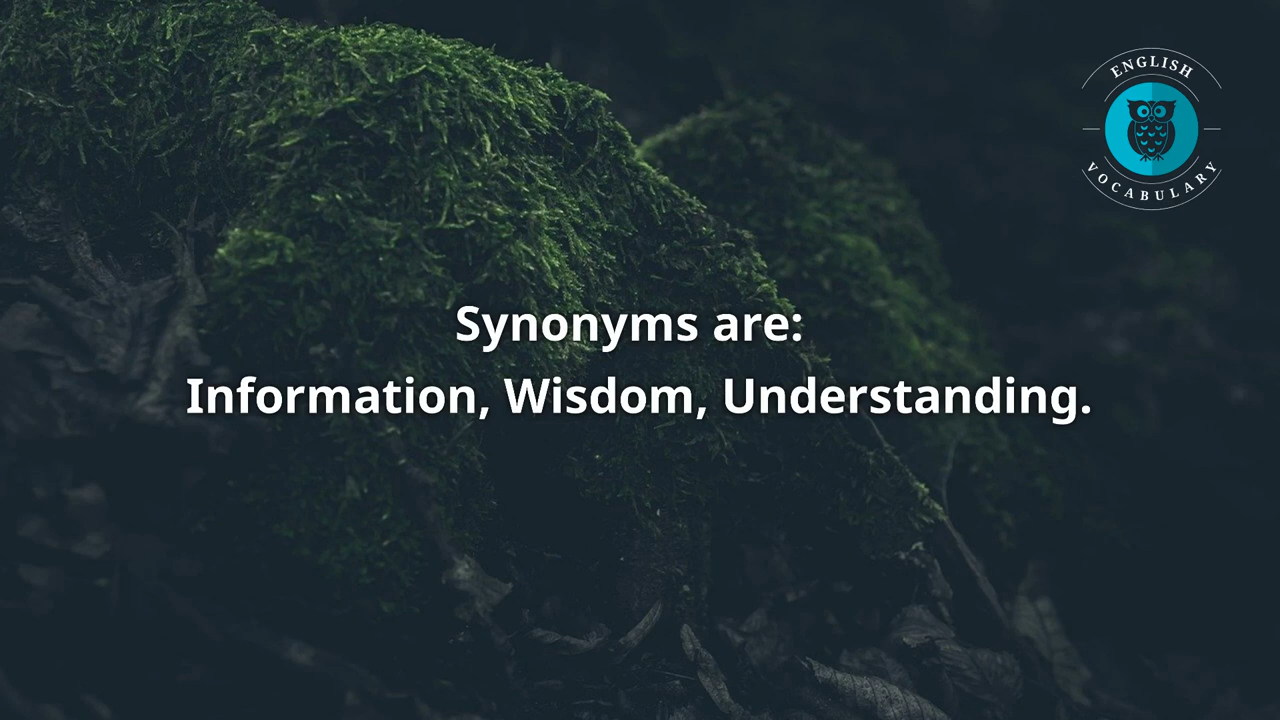 ENGLISH
VOCABULARY
Synonyms are:
Information, Wisdom, Understanding.